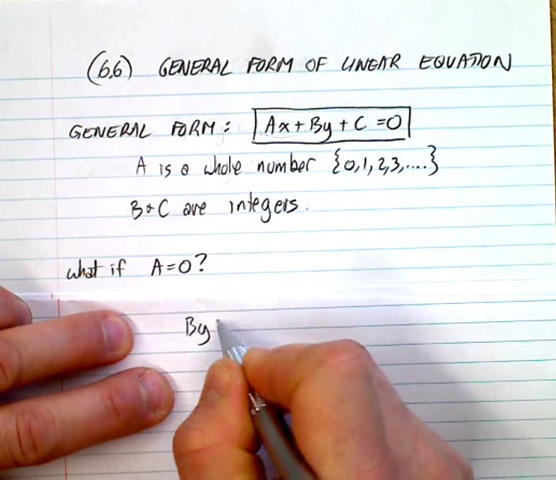 (6.6) GENERAL FORM OF LINEAR EQUATION
GENERAL FORM: Ax + By + C = 0
A is a whole number {0,1,2,3,....}
B & C are integers.
what if A=0?
By